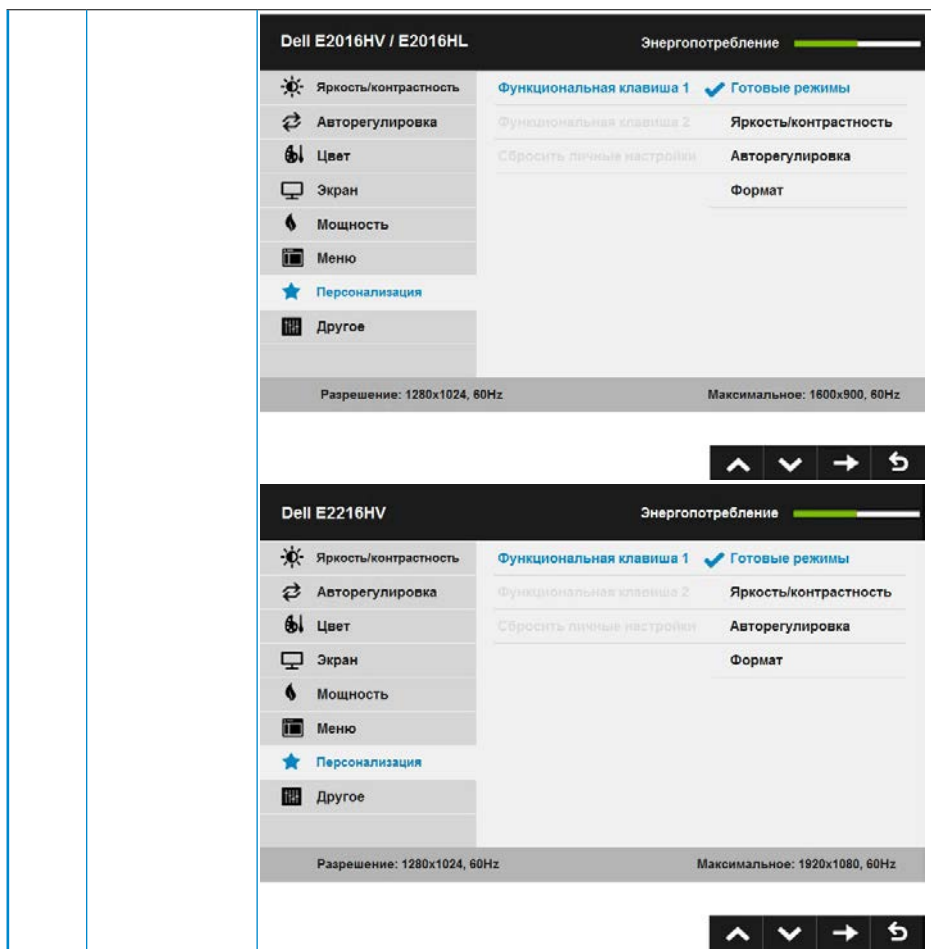 Dell E2016HV / E2016HL Энергопотребление
Яркость/контрастность Функциональная клавиша 1 Готовые режимы
Авторегулировка Функциональная клавиша 2 Яркость/контрастность
Цвет Сбросить личные настройки Авторегулировка
Экран Формат
Мощность
Меню
Персонализация
Другое
Разрешение: 1280x1024, 60Hz Максимальное: 1600x900, 60Hz
Dell E2216HV Энергопотребление
Яркость/контрастность Функциональная клавиша 1 Готовые режимы
Авторегулировка Функциональная клавиша 2 Яркость/контрастность
Цвет Сбросить личные настройки Авторегулировка
Экран Формат
Мощность
Меню
Персонализация
Другое
Разрешение: 1280x1024, 60Hz Максимальное: 1920x1080, 60Hz